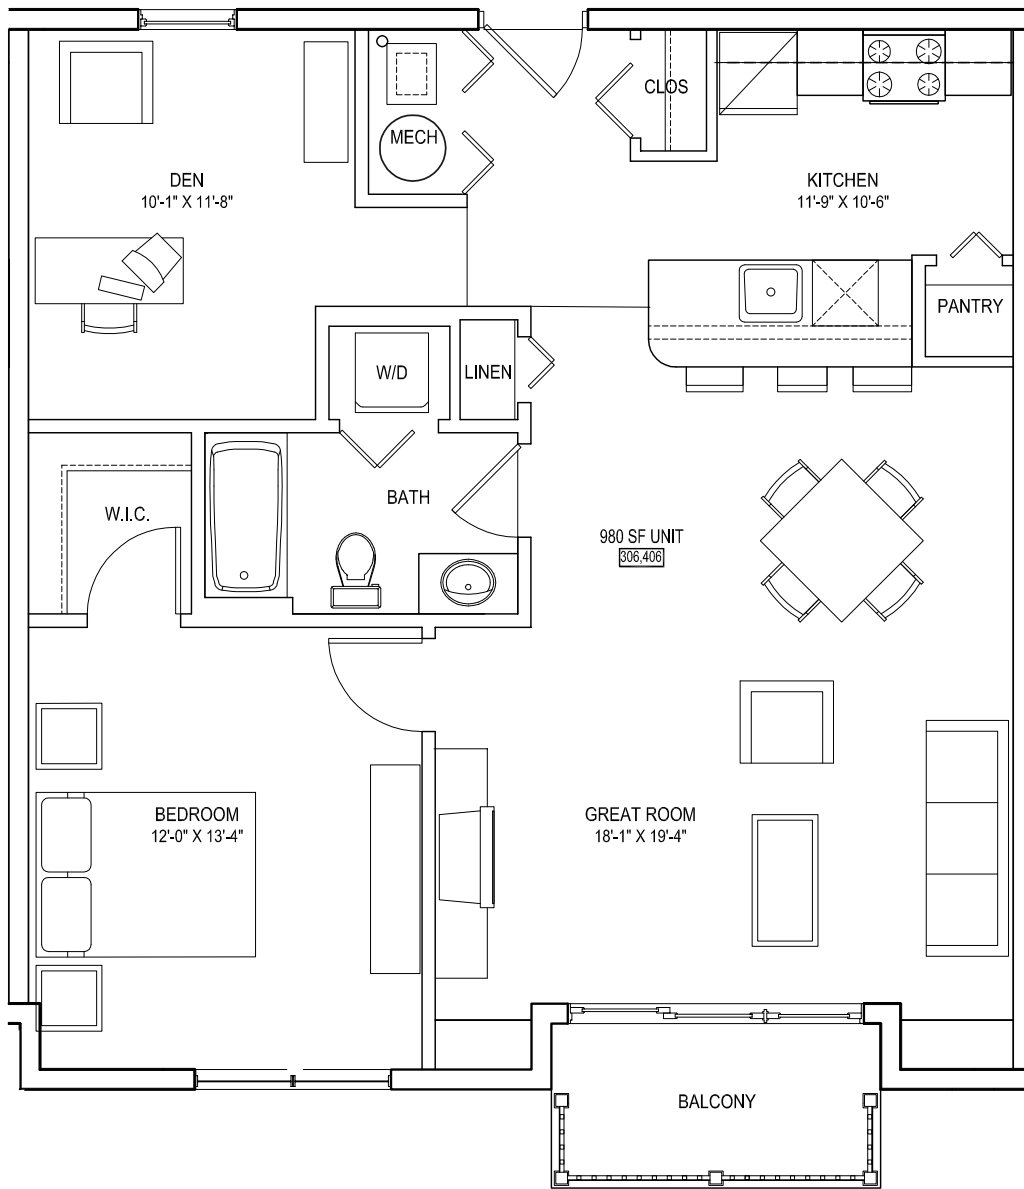 CLOS
MECH
DEN
10'-1" X 11'-8"
KITCHEN
11'-9" X 10'-6"
PANTRY
W/D
LINEN
BATH
W.I.C.
980 SF UNIT
306,406
BEDROOM
12'-0" X 13'-4"
GREAT ROOM
18'-1" X 19'-4"
BALCONY